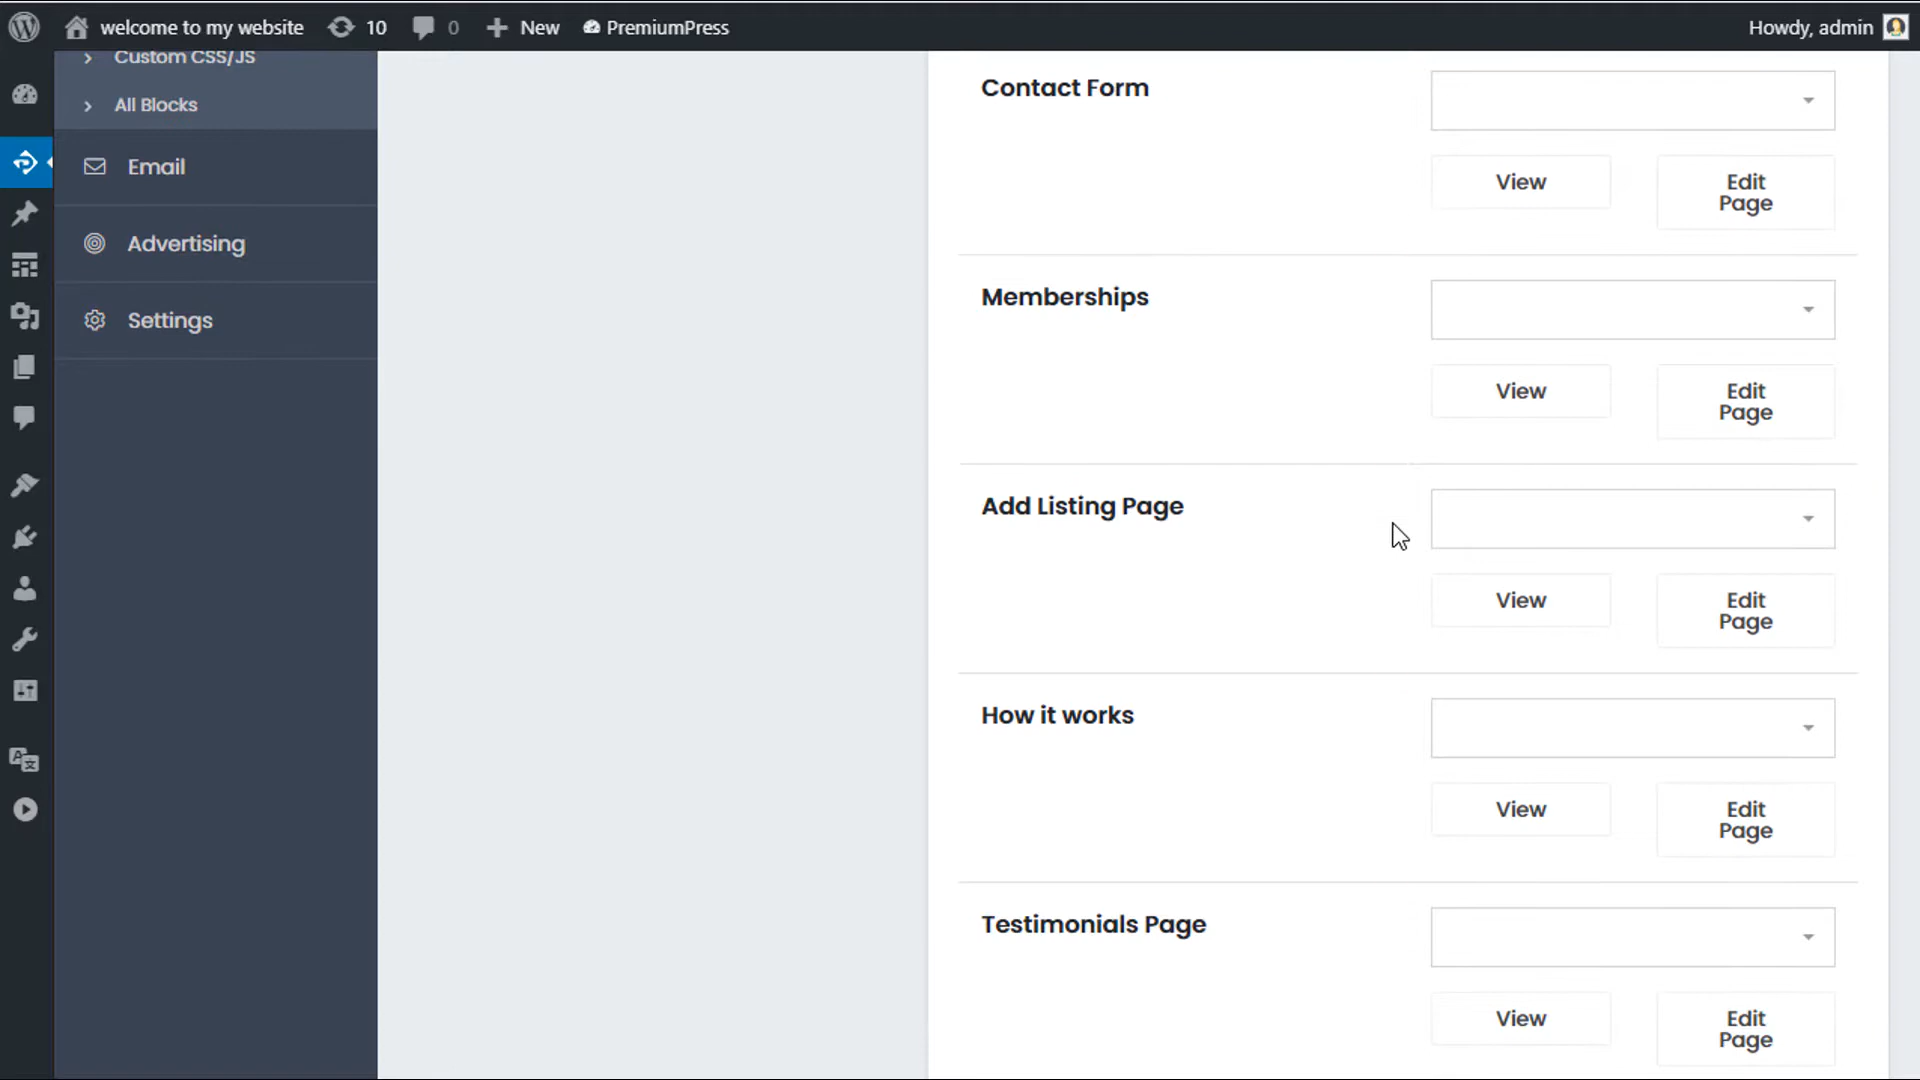 welcome to my website 10 0 New PremiumPress Howdy, admin
Custom CSS/JS
All Blocks
Email
Advertising
Settings
Contact Form
View Edit
Page
Memberships
View Edit
Page
Add Listing Page
View Edit
Page
How it works
View Edit
Page
Testimonials Page
View Edit
Page